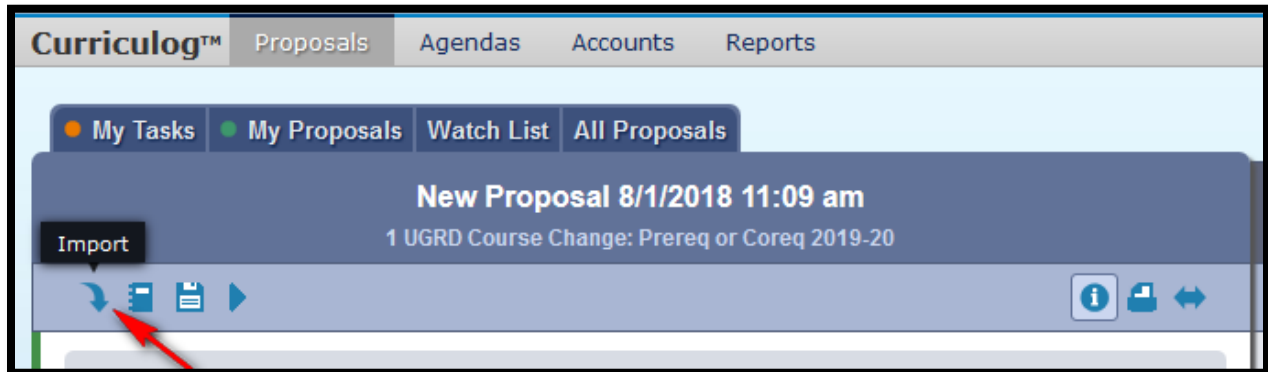 Curriculog™ Proposals Agendas Accounts Reports
My Tasks My Proposals Watch List All Proposals
New Proposal 8/1/2018 11:09 am
1 UGRD Course Change: Prereq or Coreq 2019-20
Import